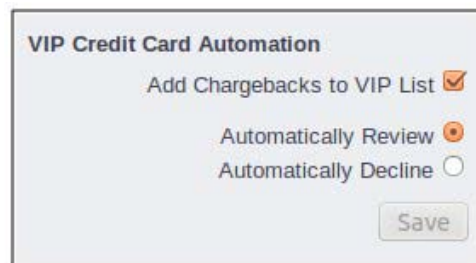 VIP Credit Card Automation
Add Chargebacks to VIP List
Automatically Review
Automatically Decline
Save